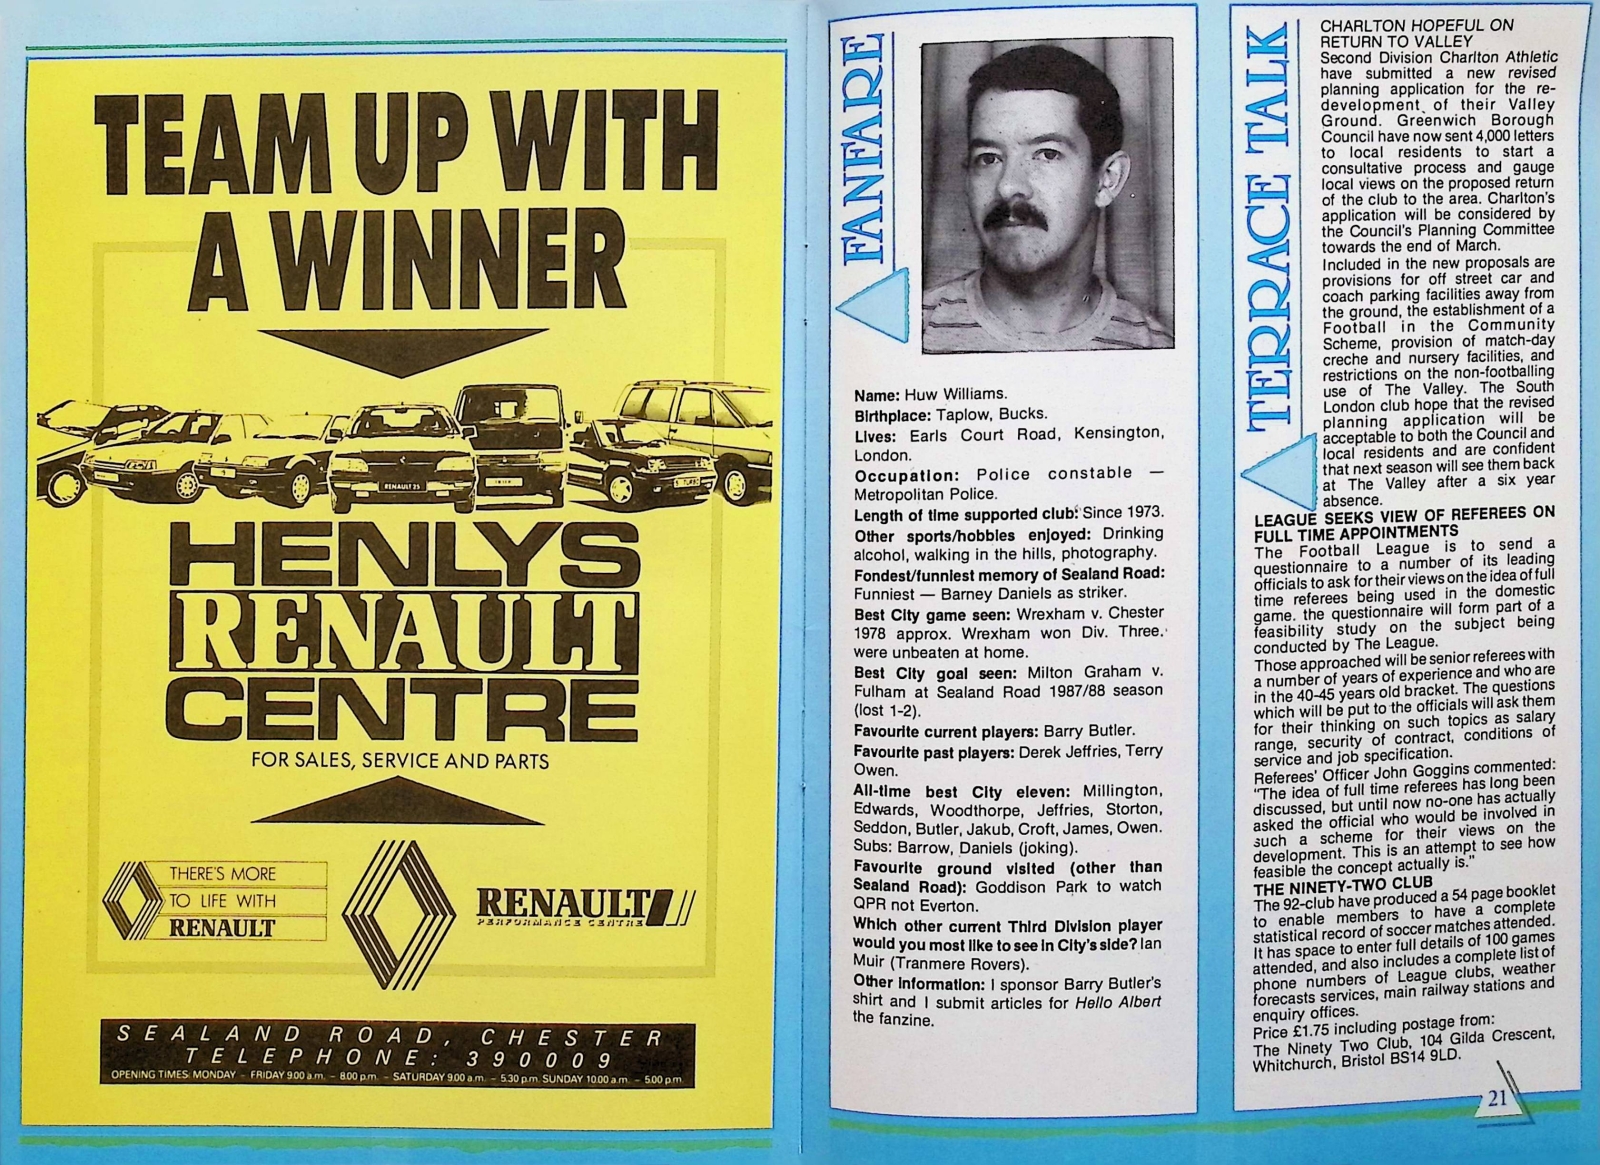 TEAM UP WITH
A WINNER
RENAULT 25
5 TURBO
HENLYS
RENAULT
CENTRE
FOR SALES, SERVICE AND PARTS
THERE'S MORE
TO LIFE WITH
RENAULT
RENAULT
PERFORMANCE CENTRE
SEALAND ROAD, CHESTER
TELEPHONE: 390009
OPENING TIMES: MONDAY – FRIDAY 9.00 a.m. – 8.00 p.m. – SATURDAY 9.00 a.m. – 5.30 p.m. SUNDAY 10.00 a.m. – 5.00 p.m.
FANFARE
Name: Huw Williams.
Birthplace: Taplow, Bucks.
Lives: Earls Court Road, Kensington,
London.
Occupation: Police constable —
Metropolitan Police.
Length of time supported club: Since 1973.
Other sports/hobbles enjoyed: Drinking
alcohol, walking in the hills, photography.
Fondest/funniest memory of Sealand Road:
Funniest — Barney Daniels as striker.
Best City game seen: Wrexham v. Chester
1978 approx. Wrexham won Div. Three.
were unbeaten at home.
Best City goal seen: Milton Graham v.
Fulham at Sealand Road 1987/88 season
(lost 1-2).
Favourite current players: Barry Butler.
Favourite past players: Derek Jeffries, Terry
Owen.
All-time best City eleven: Millington,
Edwards, Woodthorpe, Jeffries, Storton,
Seddon, Butler, Jakub, Croft, James, Owen.
Subs: Barrow, Daniels (joking).
Favourite ground visited (other than
Sealand Road): Goddison Park to watch
QPR not Everton.
Which other current Third Division player
would you most like to see in City's side? Ian
Muir (Tranmere Rovers).
Other information: I sponsor Barry Butler's
shirt and I submit articles for Hello Albert
the fanzine.
TERRACE TALK
CHARLTON HOPEFUL ON
RETURN TO VALLEY
Second Division Charlton Athletic
have submitted a new revised
planning application for the re-
development of their Valley
Ground. Greenwich Borough
Council have now sent 4,000 letters
to local residents to start a
consultative process and gauge
local views on the proposed return
of the club to the area. Charlton's
application will be considered by
the Council's Planning Committee
towards the end of March.
Included in the new proposals are
provisions for off street car and
coach parking facilities away from
the ground, the establishment of a
Football in the Community
Scheme, provision of match-day
creche and nursery facilities, and
restrictions on the non-footballing
use of The Valley. The South
London club hope that the revised
planning application will be
acceptable to both the Council and
local residents and are confident
that next season will see them back
at The Valley after a six year
absence.
LEAGUE SEEKS VIEW OF REFEREES ON
FULL TIME APPOINTMENTS
The Football League is to send a
questionnaire to a number of its leading
officials to ask for their views on the idea of full
time referees being used in the domestic
game. the questionnaire will form part of a
feasibility study on the subject being
conducted by The League.
Those approached will be senior referees with
a number of years of experience and who are
in the 40-45 years old bracket. The questions
which will be put to the officials will ask them
for their thinking on such topics as salary
range, security of contract, conditions of
service and job specification.
Referees' Officer John Goggins commented:
"The idea of full time referees has long been
discussed, but until now no-one has actually
asked the official who would be involved in
such a scheme for their views on the
development. This is an attempt to see how
feasible the concept actually is."
THE NINETY-TWO CLUB
The 92-club have produced a 54 page booklet
to enable members to have a complete
statistical record of soccer matches attended.
It has space to enter full details of 100 games
attended, and also includes a complete list of
phone numbers of League clubs, weather
forecasts services, main railway stations and
enquiry offices.
Price £1.75 including postage from:
The Ninety Two Club, 104 Gilda Crescent,
Whitchurch, Bristol BS14 9LD.
21